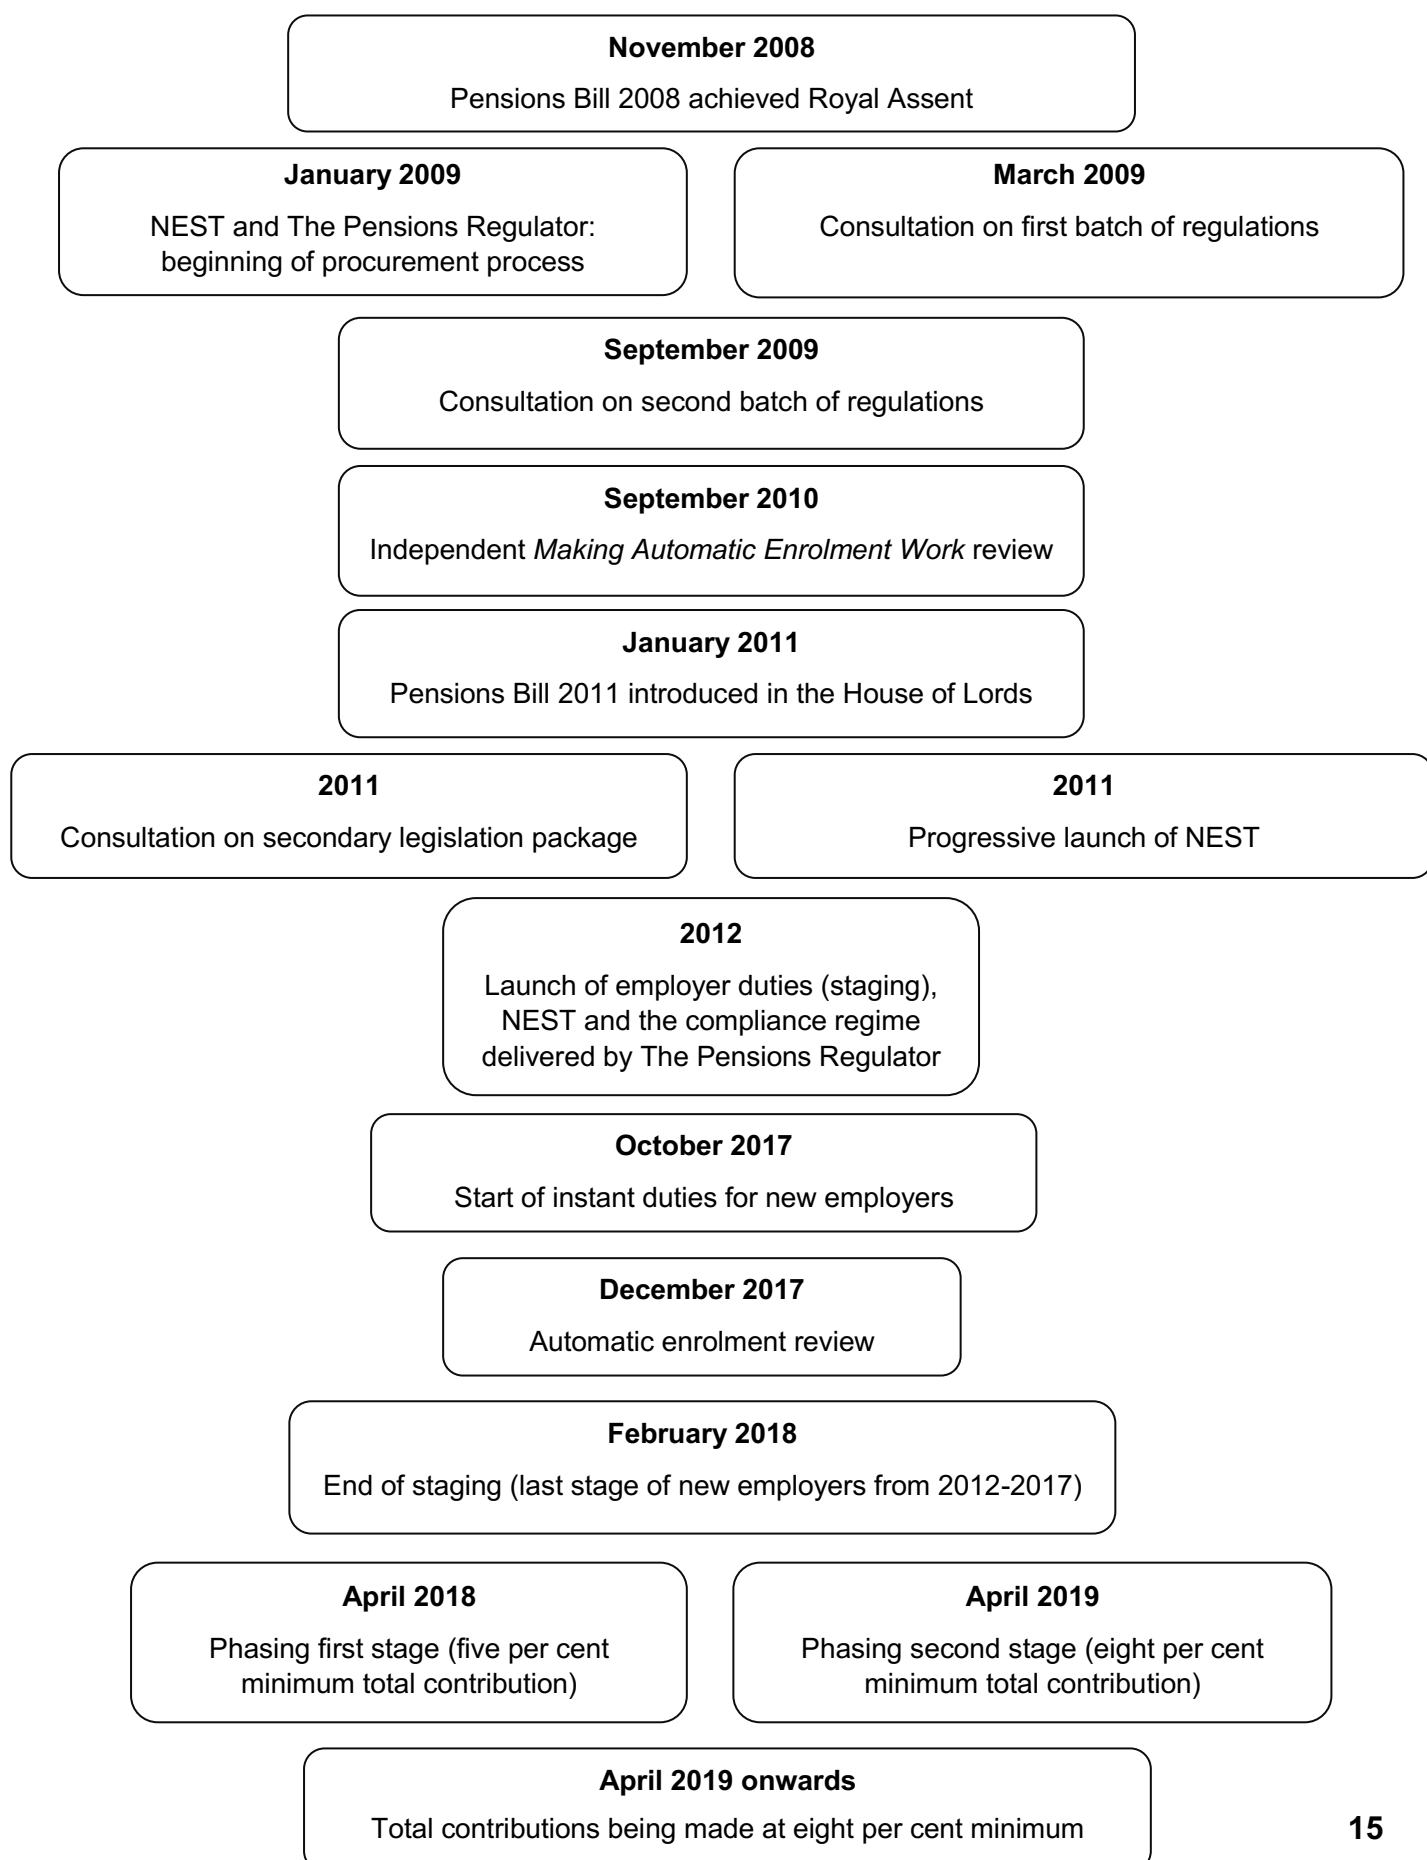 November 2008
Pensions Bill 2008 achieved Royal Assent
January 2009
NEST and The Pensions Regulator:
beginning of procurement process
March 2009
Consultation on first batch of regulations
September 2009
Consultation on second batch of regulations
September 2010
Independent Making Automatic Enrolment Work review
January 2011
Pensions Bill 2011 introduced in the House of Lords
2011
Consultation on secondary legislation package
2011
Progressive launch of NEST
2012
Launch of employer duties (staging),
NEST and the compliance regime
delivered by The Pensions Regulator
October 2017
Start of instant duties for new employers
December 2017
Automatic enrolment review
February 2018
End of staging (last stage of new employers from 2012-2017)
April 2018
Phasing first stage (five per cent
minimum total contribution)
April 2019
Phasing second stage (eight per cent
minimum total contribution)
April 2019 onwards
Total contributions being made at eight per cent minimum
15